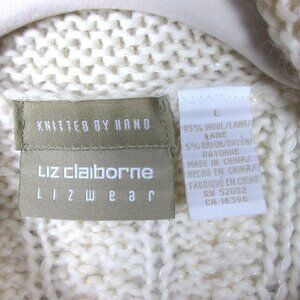 KNITTED BY HAND
Liz claiborne
LIZwear
L
95% WOOL/LANA/
LAINE
5% RAYON/RAYON/
RAYONNE
MADE IN CHINA/
HECHO EN CHINA/
FABRIQUÉ EN CHINE
RN 52002
CA 16396